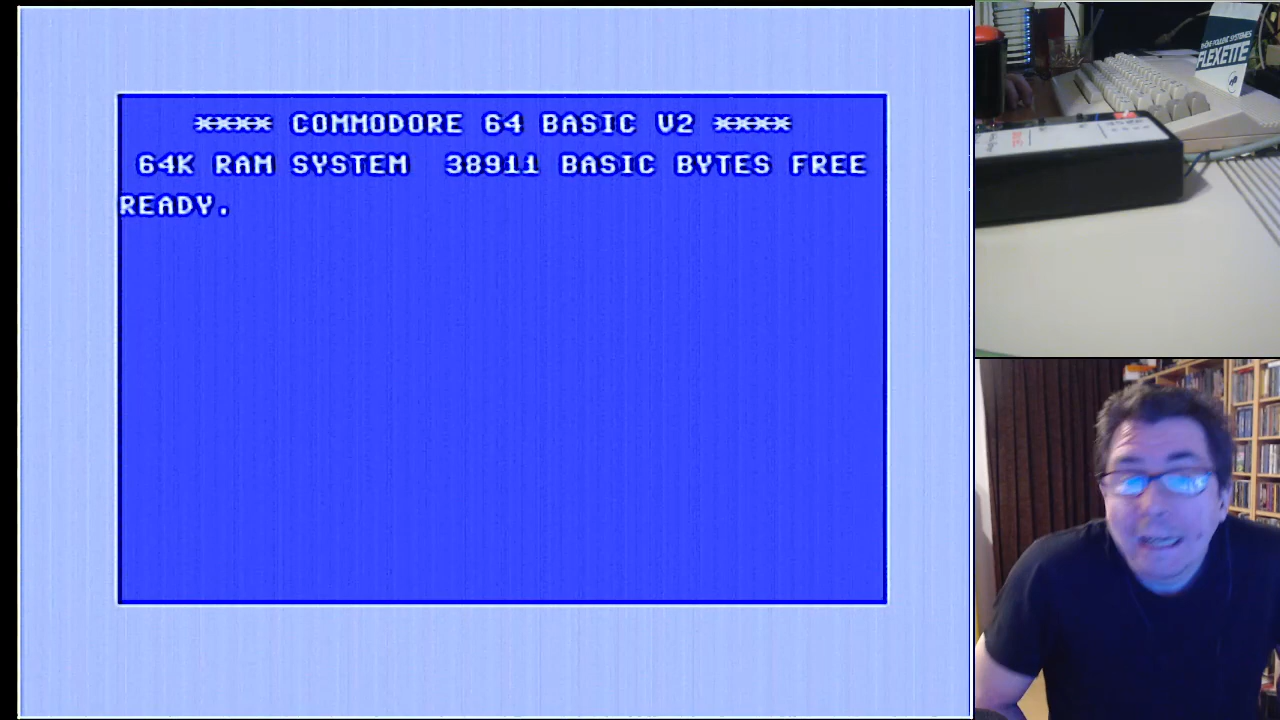 **** COMMODORE 64 BASIC V2 ****
64K RAM SYSTEM  38911 BASIC BYTES FREE
READY.
FLEXETTE